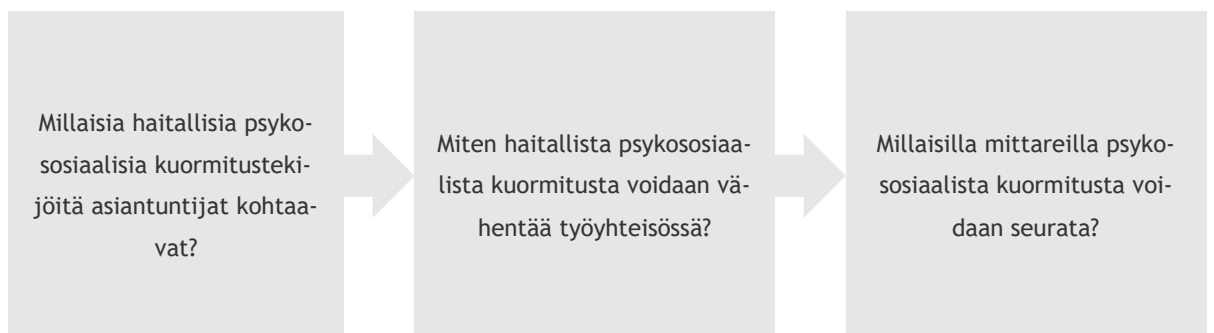 Millaisia haitallisia psyko-
sosiaalisia kuormitusteki-
jöitä asiantuntijat kohtaa-
vat?
Miten haitallista psykososiaa-
lista kuormitusta voidaan vä-
hentää työyhteisössä?
Millaisilla mittareilla psyko-
sosiaalista kuormitusta voi-
daan seurata?